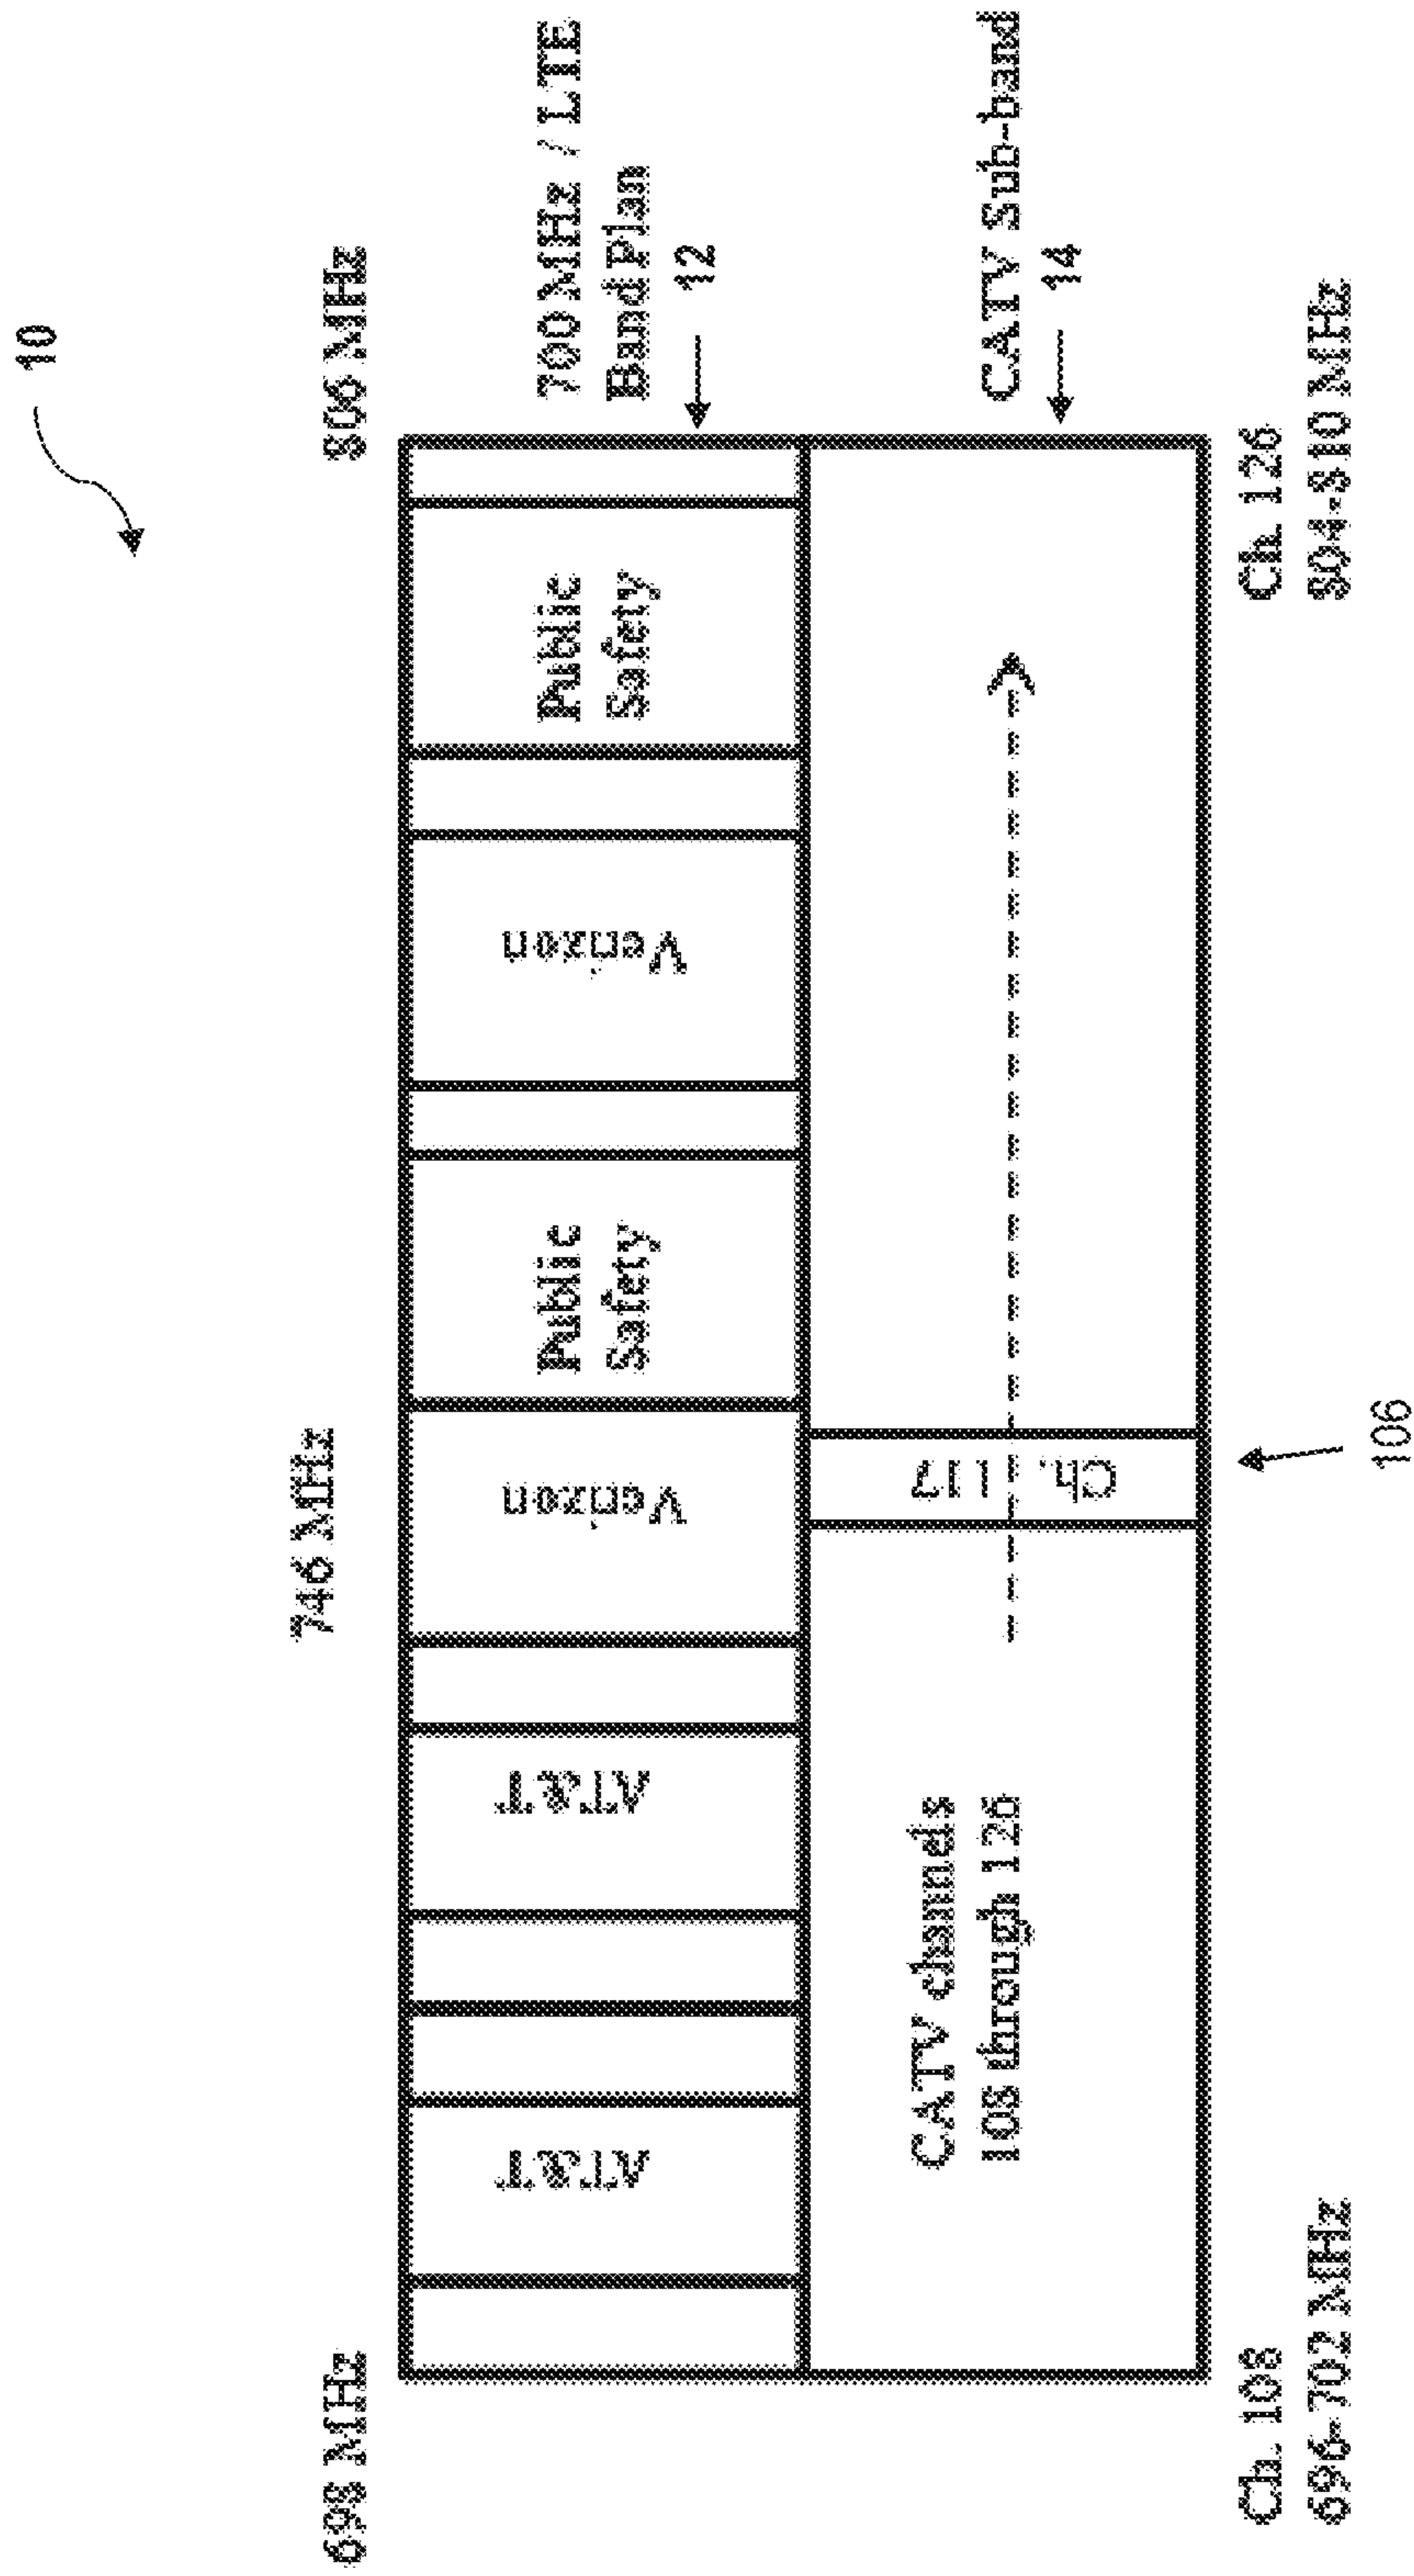 10
698 MHz
746 MHz
806 MHz
AT&T
AT&T
Verizon
Public
Safety
Verizon
Public
Safety
700 MHz / LTE
Band Plan
12
CATV channels
108 through 126
Ch. 117
CATV Sub-band
14
Ch. 108
696-702 MHz
106
Ch. 126
804-810 MHz